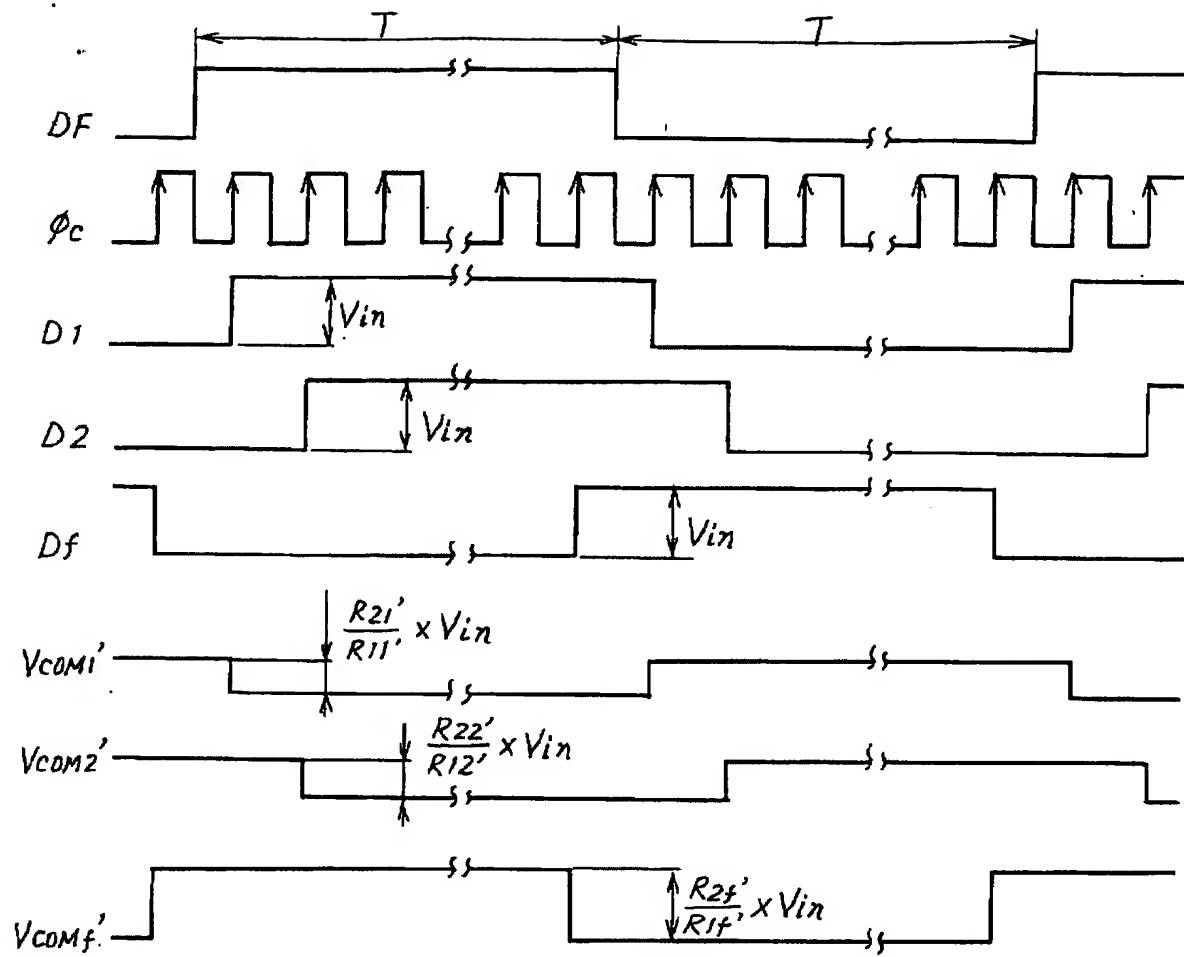 T T
DF
φc
D1 Vin
D2 Vin
Df Vin
VCOM1' R21'/R11' × Vin
VCOM2' R22'/R12' × Vin
VCOMf' R2f'/R1f' × Vin